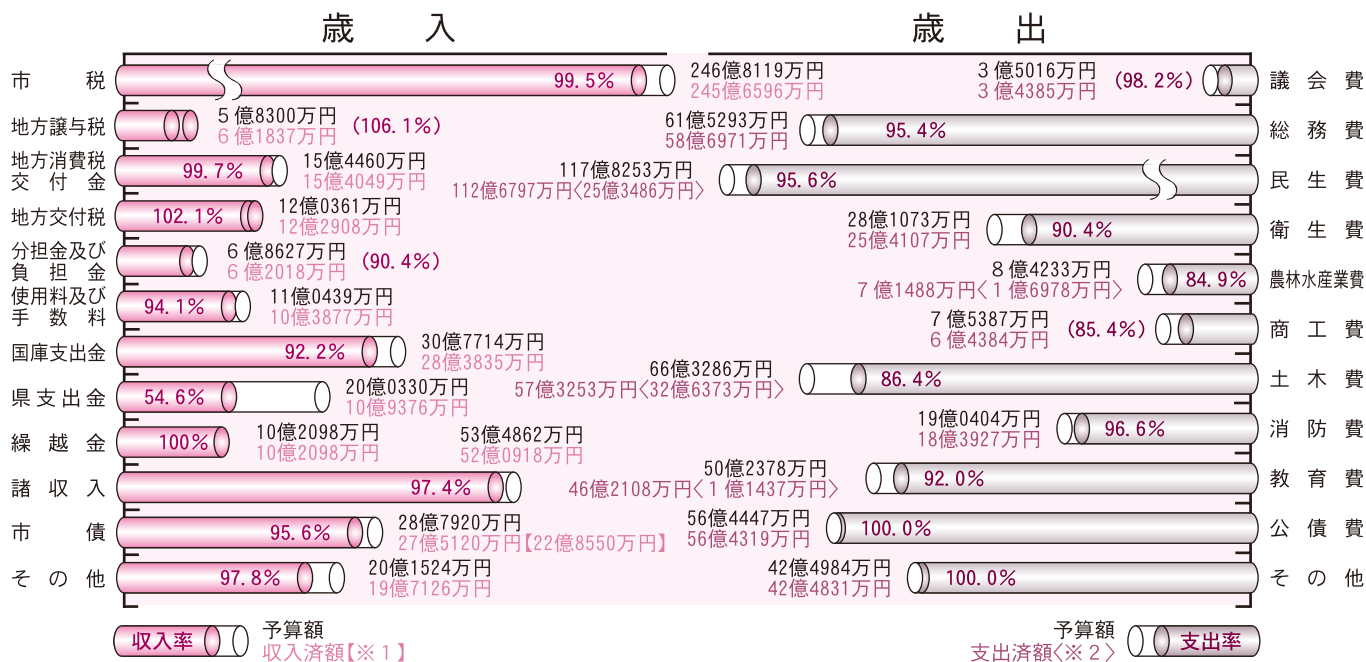 歳入
市税
99.5%
246億8119万円
245億6596万円
地方譲与税
5億8300万円
6億1837万円
(106.1%)
地方消費税
交付金
99.7%
15億4460万円
15億4049万円
地方交付税
102.1%
12億0361万円
12億2908万円
分担金及び
負担金
6億8627万円
6億2018万円
(90.4%)
使用料及び
手数料
94.1%
11億0439万円
10億3877万円
国庫支出金
92.2%
30億7714万円
28億3835万円
県支出金
54.6%
20億0330万円
10億9376万円
繰越金
100%
10億2098万円
10億2098万円
諸収入
97.4%
53億4862万円
52億0918万円
市債
95.6%
28億7920万円
27億5120万円【22億8550万円】
その他
97.8%
20億1524万円
19億7126万円
収入率
予算額
収入済額【※1】
歳出
3億5016万円
3億4385万円
(98.2%)
議会費
61億5293万円
58億6971万円
95.4%
総務費
117億8253万円
112億6797万円〈25億3486万円〉
95.6%
民生費
28億1073万円
25億4107万円
90.4%
衛生費
8億4233万円
7億1488万円〈1億6978万円〉
84.9%
農林水産業費
7億5387万円
6億4384万円
(85.4%)
商工費
66億3286万円
57億3253万円〈32億6373万円〉
86.4%
土木費
19億0404万円
18億3927万円
96.6%
消防費
50億2378万円
46億2108万円〈1億1437万円〉
92.0%
教育費
56億4447万円
56億4319万円
100.0%
公債費
42億4984万円
42億4831万円
100.0%
その他
予算額
支出済額〈※2〉
支出率